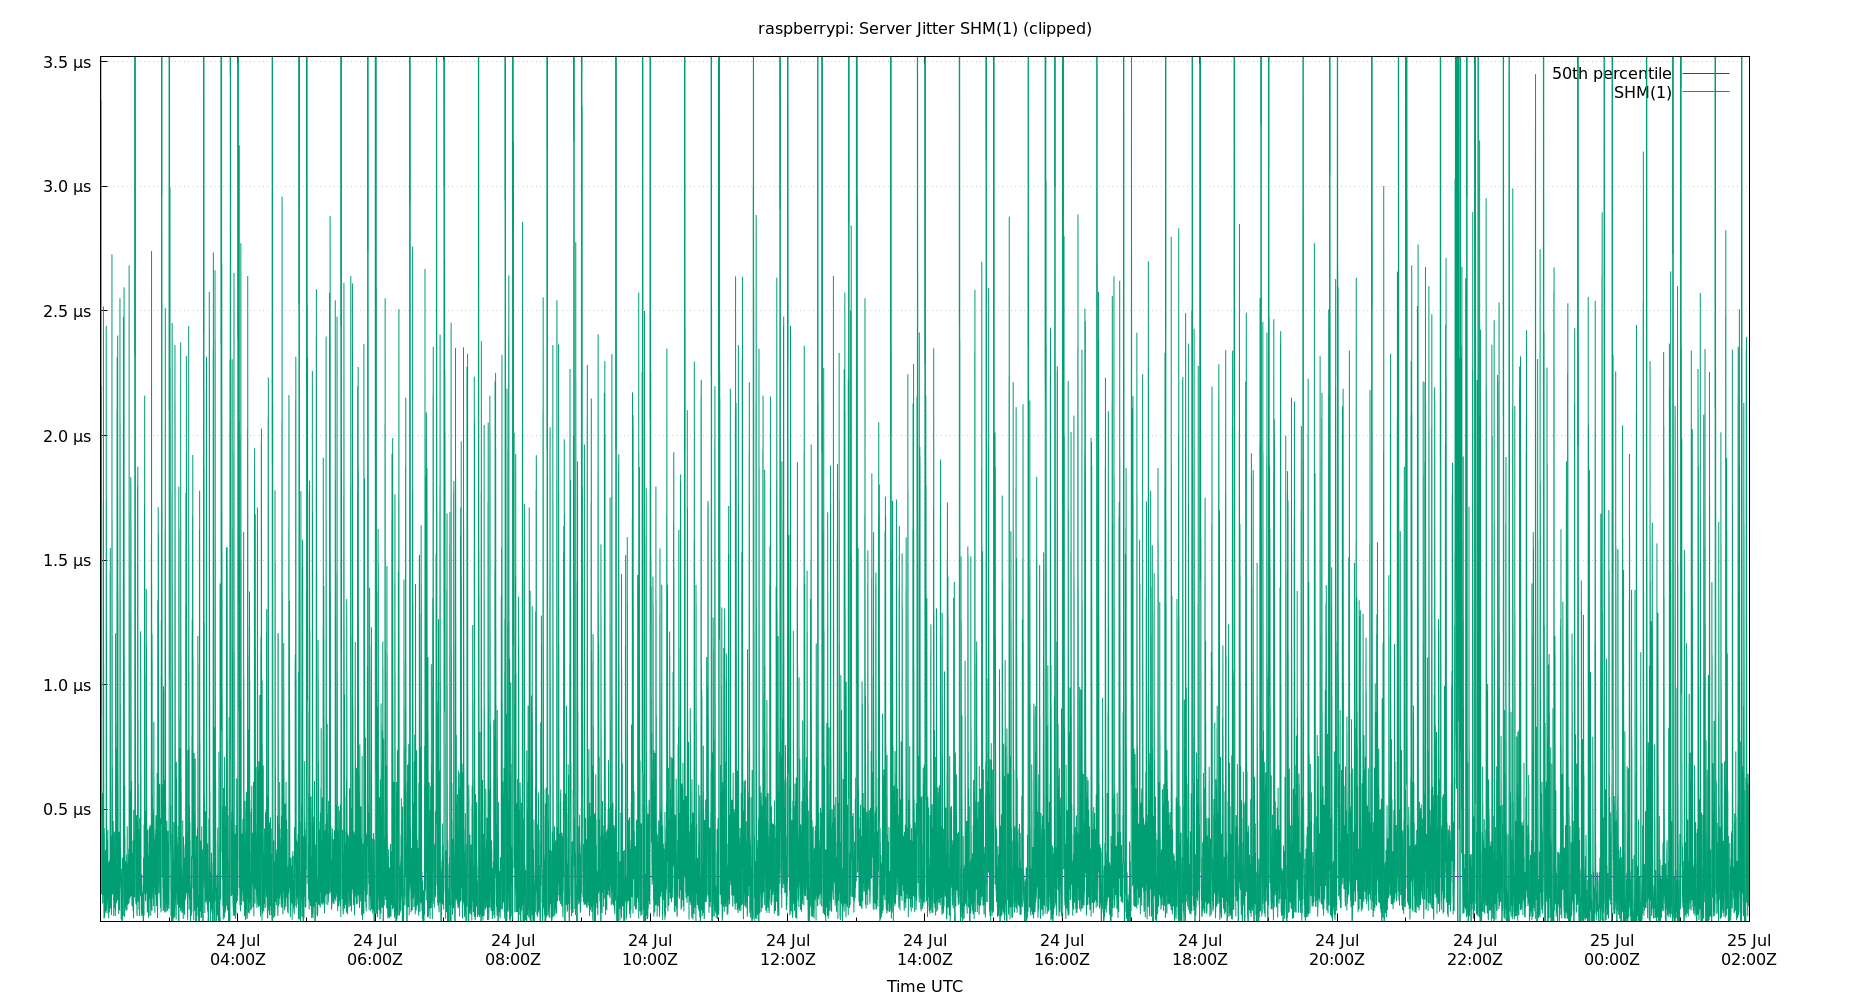 raspberrypi: Server Jitter SHM(1) (clipped)
3.5 µs
3.0 µs
2.5 µs
2.0 µs
1.5 µs
1.0 µs
0.5 µs
50th percentile
SHM(1)
24 Jul 24 Jul 24 Jul 24 Jul 24 Jul 24 Jul 24 Jul 24 Jul 24 Jul 24 Jul 25 Jul 25 Jul
04:00Z 06:00Z 08:00Z 10:00Z 12:00Z 14:00Z 16:00Z 18:00Z 20:00Z 22:00Z 00:00Z 02:00Z
Time UTC